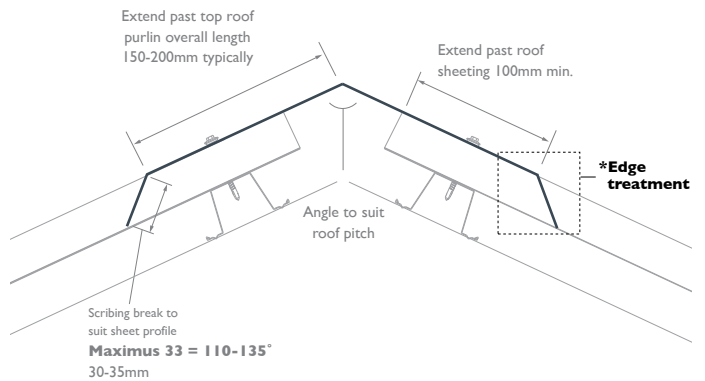 Extend past top roof
purlin overall length
150-200mm typically
Extend past roof
sheeting 100mm min.
*Edge
treatment
Angle to suit
roof pitch
Scribing break to
suit sheet profile
Maximus 33 = 110-135°
30-35mm